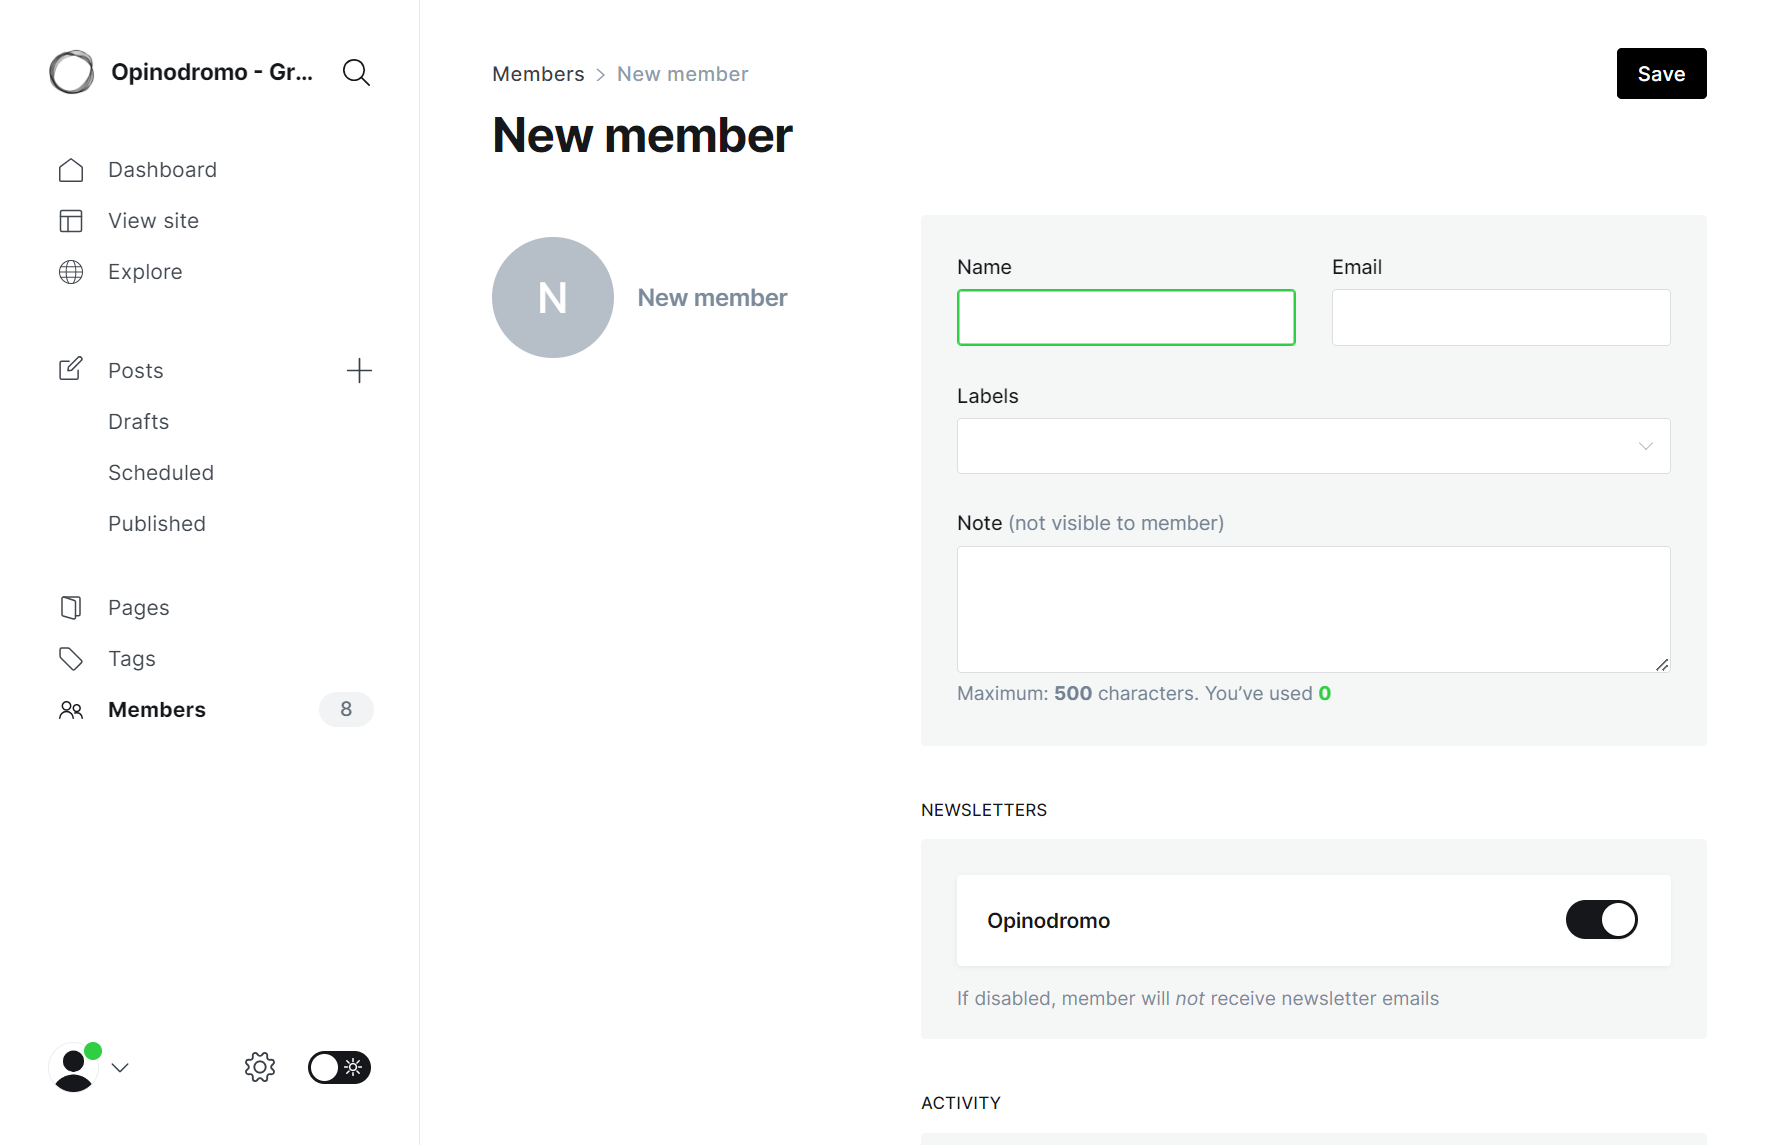 Opinodromo - Gr...
Dashboard
View site
Explore
Posts
Drafts
Scheduled
Published
Pages
Tags
Members
8
Members > New member
Save
New member
N
New member
Name
Email
Labels
Note (not visible to member)
Maximum: 500 characters. You’ve used 0
NEWSLETTERS
Opinodromo
If disabled, member will not receive newsletter emails
ACTIVITY